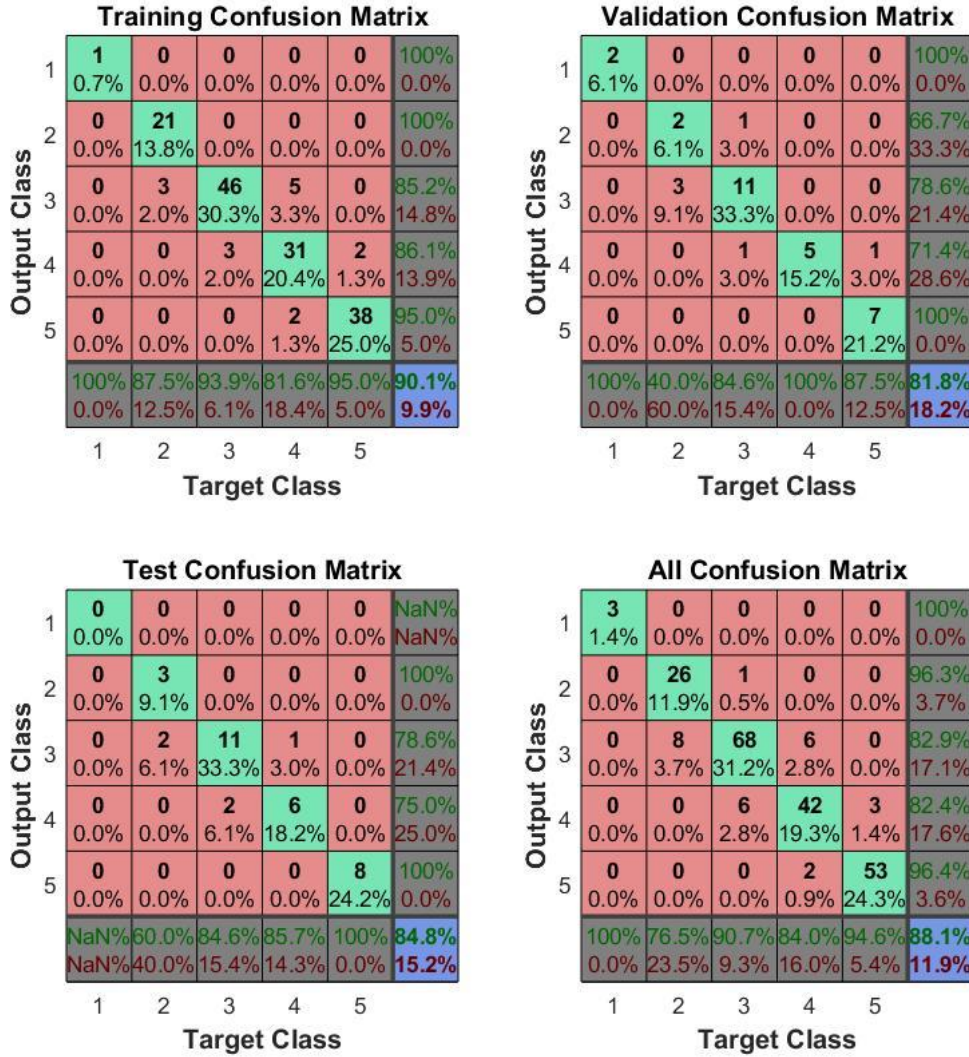 Training Confusion Matrix
Output Class
1
1 0 0 0 0 100%
0.7% 0.0% 0.0% 0.0% 0.0% 0.0%
2
0 21 0 0 0 100%
0.0% 13.8% 0.0% 0.0% 0.0% 0.0%
3
0 3 46 5 0 85.2%
0.0% 2.0% 30.3% 3.3% 0.0% 14.8%
4
0 0 3 31 2 86.1%
0.0% 0.0% 2.0% 20.4% 1.3% 13.9%
5
0 0 0 2 38 95.0%
0.0% 0.0% 0.0% 1.3% 25.0% 5.0%
100% 87.5% 93.9% 81.6% 95.0% 90.1%
0.0% 12.5% 6.1% 18.4% 5.0% 9.9%
1 2 3 4 5
Target Class
Validation Confusion Matrix
Output Class
1
2 0 0 0 0 100%
6.1% 0.0% 0.0% 0.0% 0.0% 0.0%
2
0 2 1 0 0 66.7%
0.0% 6.1% 3.0% 0.0% 0.0% 33.3%
3
0 3 11 0 0 78.6%
0.0% 9.1% 33.3% 0.0% 0.0% 21.4%
4
0 0 1 5 1 71.4%
0.0% 0.0% 3.0% 15.2% 3.0% 28.6%
5
0 0 0 0 7 100%
0.0% 0.0% 0.0% 0.0% 21.2% 0.0%
100% 40.0% 84.6% 100% 87.5% 81.8%
0.0% 60.0% 15.4% 0.0% 12.5% 18.2%
1 2 3 4 5
Target Class
Test Confusion Matrix
Output Class
1
0 0 0 0 0 NaN%
0.0% 0.0% 0.0% 0.0% 0.0% NaN%
2
0 3 0 0 0 100%
0.0% 9.1% 0.0% 0.0% 0.0% 0.0%
3
0 2 11 1 0 78.6%
0.0% 6.1% 33.3% 3.0% 0.0% 21.4%
4
0 0 2 6 0 75.0%
0.0% 0.0% 6.1% 18.2% 0.0% 25.0%
5
0 0 0 0 8 100%
0.0% 0.0% 0.0% 0.0% 24.2% 0.0%
NaN% 60.0% 84.6% 85.7% 100% 84.8%
NaN% 40.0% 15.4% 14.3% 0.0% 15.2%
1 2 3 4 5
Target Class
All Confusion Matrix
Output Class
1
3 0 0 0 0 100%
1.4% 0.0% 0.0% 0.0% 0.0% 0.0%
2
0 26 1 0 0 96.3%
0.0% 11.9% 0.5% 0.0% 0.0% 3.7%
3
0 8 68 6 0 82.9%
0.0% 3.7% 31.2% 2.8% 0.0% 17.1%
4
0 0 6 42 3 82.4%
0.0% 0.0% 2.8% 19.3% 1.4% 17.6%
5
0 0 0 2 53 96.4%
0.0% 0.0% 0.0% 0.9% 24.3% 3.6%
100% 76.5% 90.7% 84.0% 94.6% 88.1%
0.0% 23.5% 9.3% 16.0% 5.4% 11.9%
1 2 3 4 5
Target Class